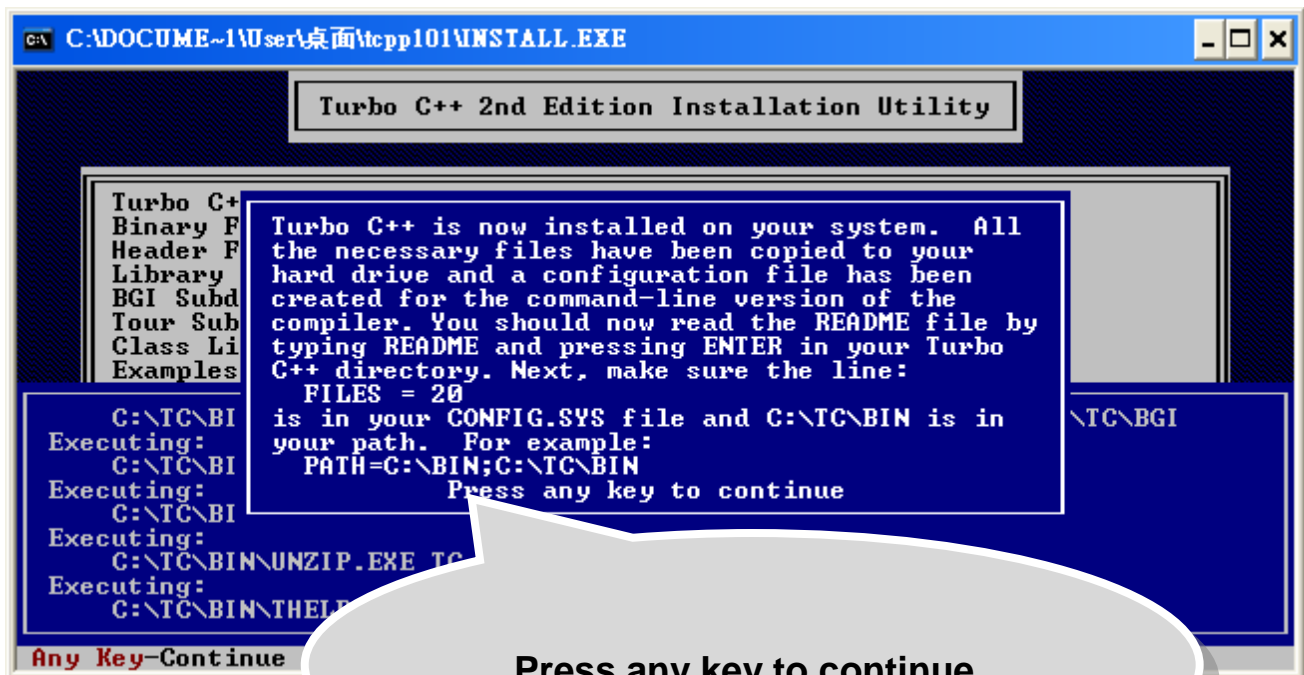 C:\DOCUME~1\User\桌面\tcpp101\INSTALL.EXE
Turbo C++ 2nd Edition Installation Utility
Turbo C+
Binary F
Header F
Library
BGI Subd
Tour Sub
Class Li
Examples
Turbo C++ is now installed on your system.  All
the necessary files have been copied to your
hard drive and a configuration file has been
created for the command-line version of the
compiler. You should now read the README file by
typing README and pressing ENTER in your Turbo
C++ directory. Next, make sure the line:
FILES = 20
is in your CONFIG.SYS file and C:\TC\BIN is in
your path.  For example:
PATH=C:\BIN;C:\TC\BIN
Press any key to continue
C:\TC\BI \TC\BGI
Executing:
C:\TC\BI
Executing:
C:\TC\BI
Executing:
C:\TC\BIN\UNZIP.EXE TC
Executing:
C:\TC\BIN\THEL
Any Key-Continue
Press any key to continue